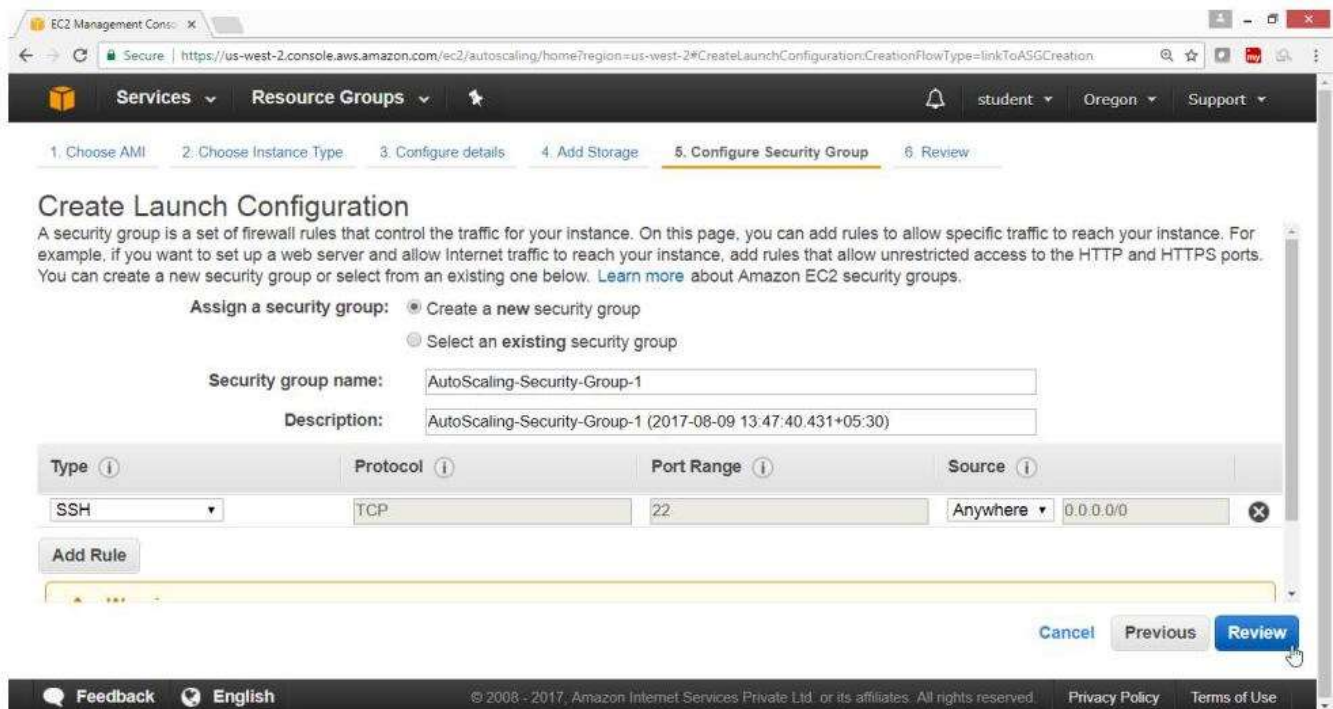 EC2 Management Cons
Secure | https://us-west-2.console.aws.amazon.com/ec2/autoscaling/home?region=us-west-2#CreateLaunchConfiguration:CreationFlowType=linkToASGCreation
my
Services Resource Groups student Oregon Support
1. Choose AMI 2. Choose Instance Type 3. Configure details 4. Add Storage 5. Configure Security Group 6. Review
Create Launch Configuration
A security group is a set of firewall rules that control the traffic for your instance. On this page, you can add rules to allow specific traffic to reach your instance. For
example, if you want to set up a web server and allow Internet traffic to reach your instance, add rules that allow unrestricted access to the HTTP and HTTPS ports.
You can create a new security group or select from an existing one below. Learn more about Amazon EC2 security groups.
Assign a security group: Create a new security group
Select an existing security group
Security group name: AutoScaling-Security-Group-1
Description: AutoScaling-Security-Group-1 (2017-08-09 13:47:40.431+05:30)
Type Protocol Port Range Source
SSH TCP 22 Anywhere 0.0.0.0/0
Add Rule
Cancel Previous Review
Feedback English © 2008 - 2017, Amazon Internet Services Private Ltd. or its affiliates. All rights reserved. Privacy Policy Terms of Use